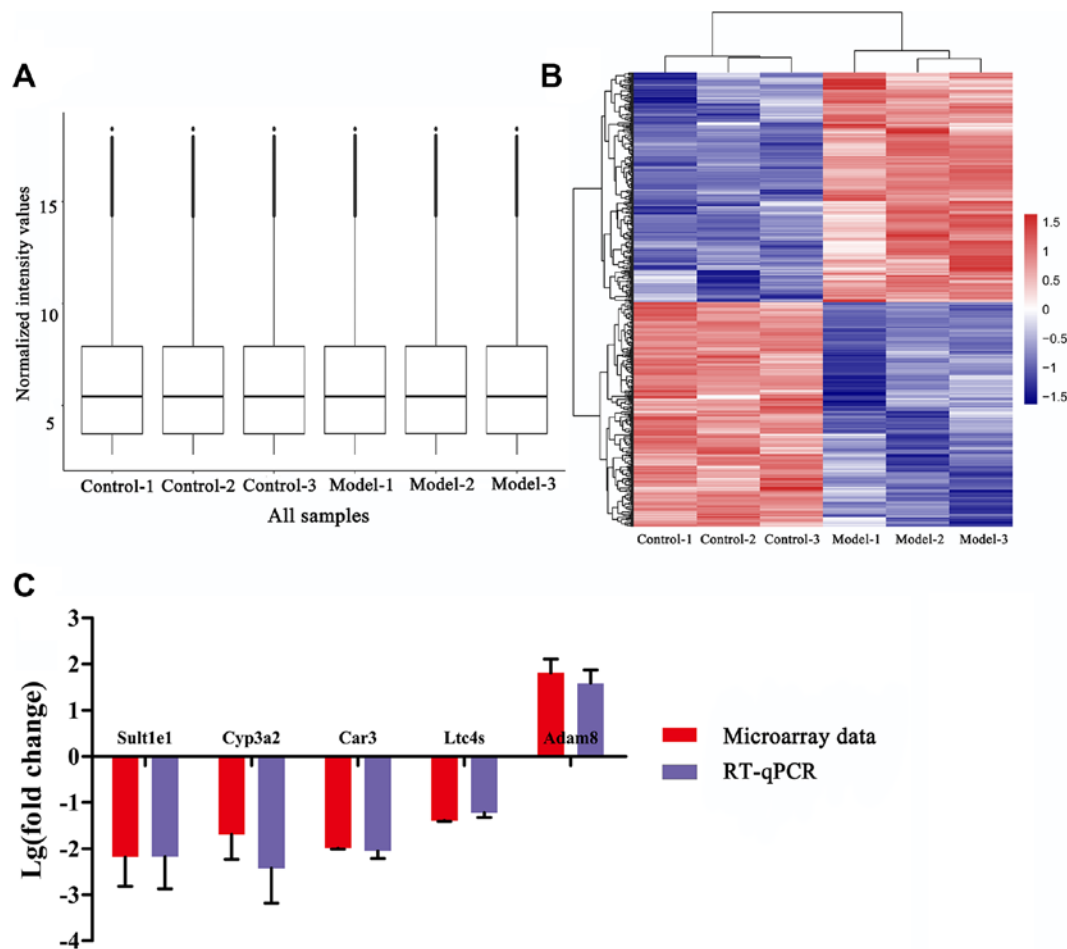 A
Normalized intensity values
15
10
5
Control-1 Control-2 Control-3 Model-1 Model-2 Model-3
All samples
B
1.5
1
0.5
0
−0.5
−1
−1.5
Control-1 Control-2 Control-3 Model-1 Model-2 Model-3
C
Lg(fold change)
3
2
1
0
-1
-2
-3
-4
Sult1e1 Cyp3a2 Car3 Ltc4s Adam8
Microarray data
RT-qPCR